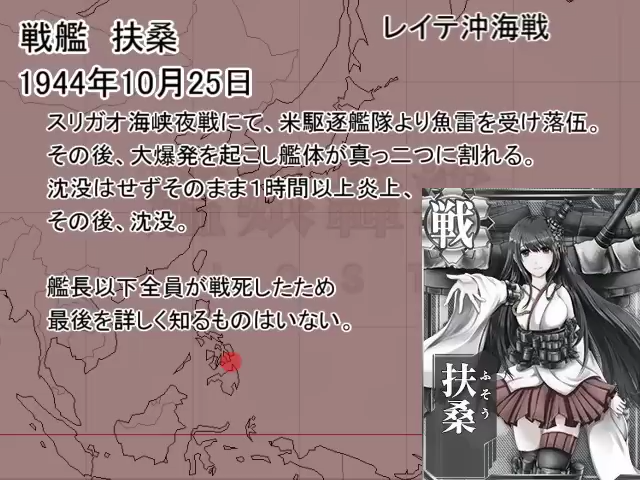 戦艦 扶桑
レイテ沖海戦
1944年10月25日
スリガオ海峡夜戦にて、米駆逐艦隊より魚雷を受け落伍。
その後、大爆発を起こし艦体が真っ二つに割れる。
沈没はせずそのまま１時間以上炎上、
その後、沈没。
艦長以下全員が戦死したため
最後を詳しく知るものはいない。
戦
扶桑
ふそう